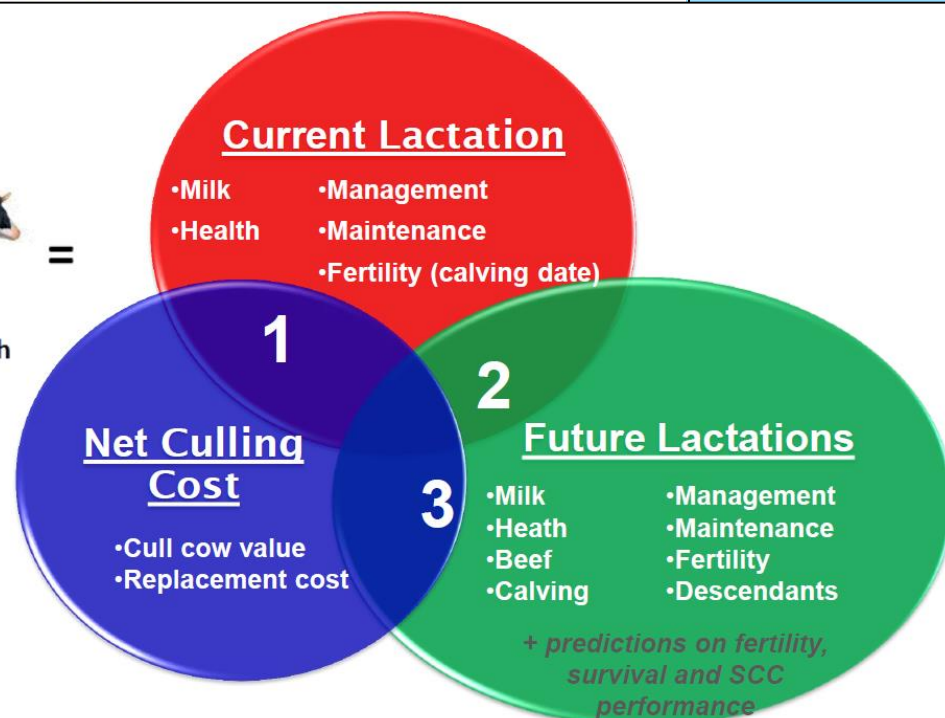 Current Lactation
•Milk
•Management
•Health
•Maintenance
•Fertility (calving date)
=
1
2
Net Culling
Cost
•Cull cow value
•Replacement cost
3
Future Lactations
•Milk
•Management
•Heath
•Maintenance
•Beef
•Fertility
•Calving
•Descendants
+ predictions on fertility,
survival and SCC
performance